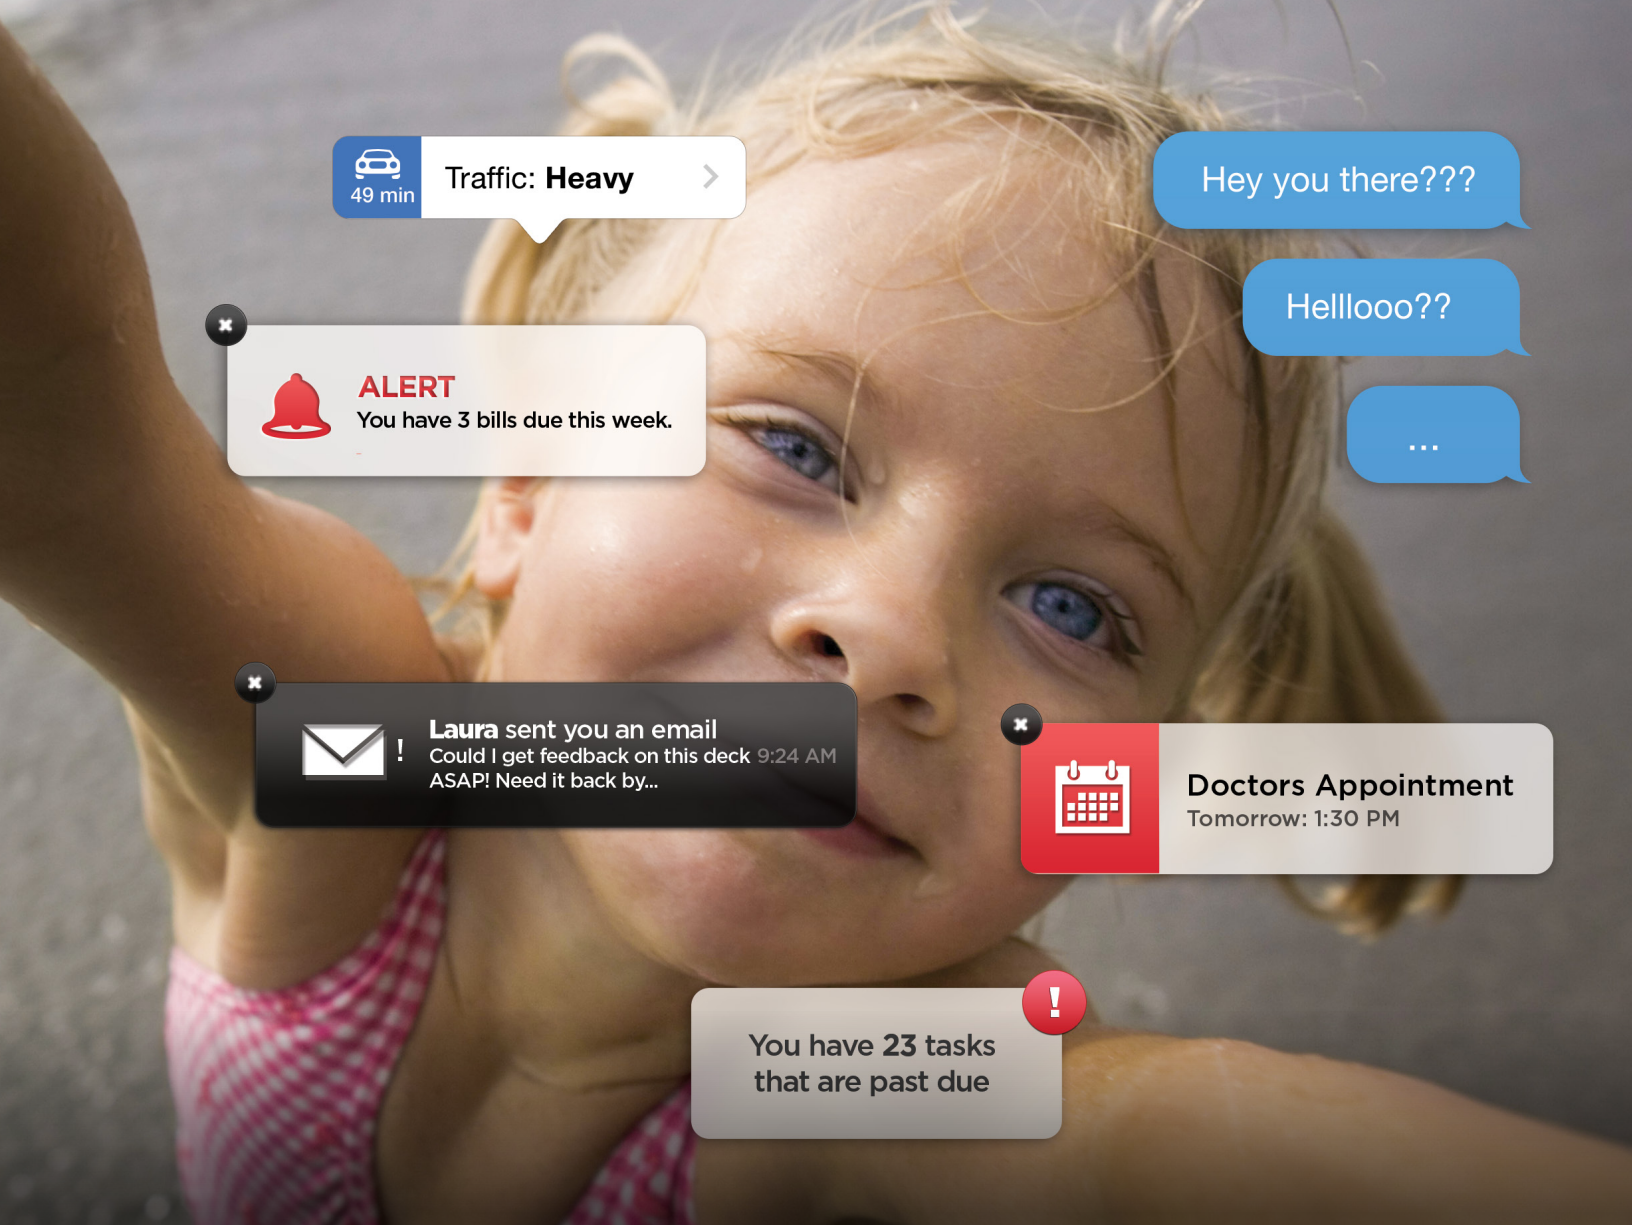 49 min
Traffic: Heavy
Hey you there???
Helllooo??
...
ALERT
You have 3 bills due this week.
Laura sent you an email
Could I get feedback on this deck 9:24 AM
ASAP! Need it back by...
!
Doctors Appointment
Tomorrow: 1:30 PM
!
You have 23 tasks
that are past due